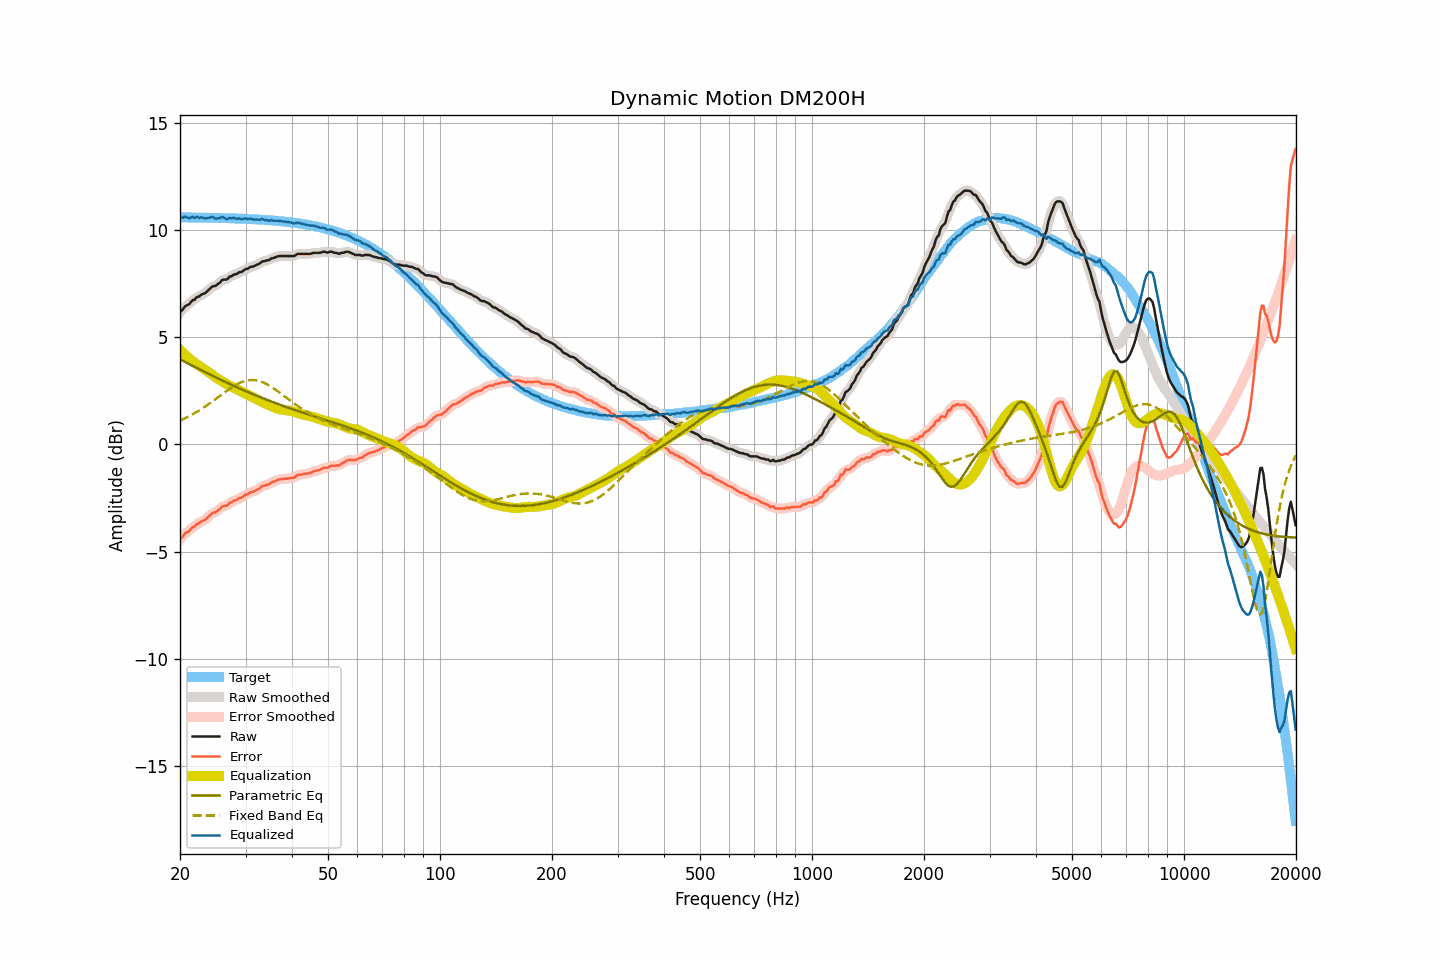 Dynamic Motion DM200H
15
10
5
0
−5
−10
−15
Amplitude (dBr)
Target
Raw Smoothed
Error Smoothed
Raw
Error
Equalization
Parametric Eq
Fixed Band Eq
Equalized
20 50 100 200 500 1000 2000 5000 10000 20000
Frequency (Hz)